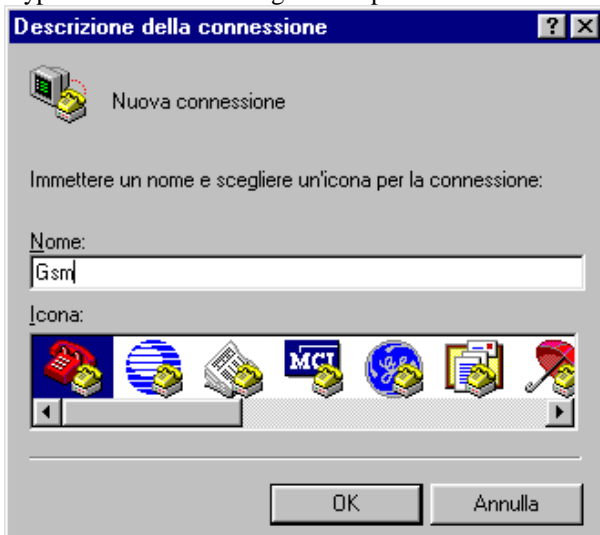 Descrizione della connessione
Nuova connessione
Immettere un nome e scegliere un'icona per la connessione:
Nome:
Gsm
Icona:
MCI
OK
Annulla